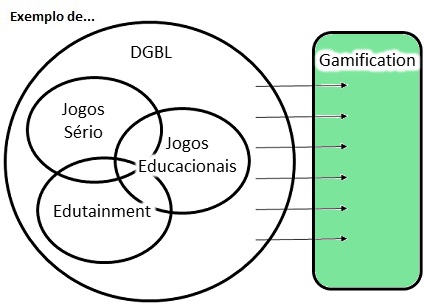 Exemplo de...
DGBL
Gamification
Jogos
Sério
Jogos
Educacionais
Edutainment